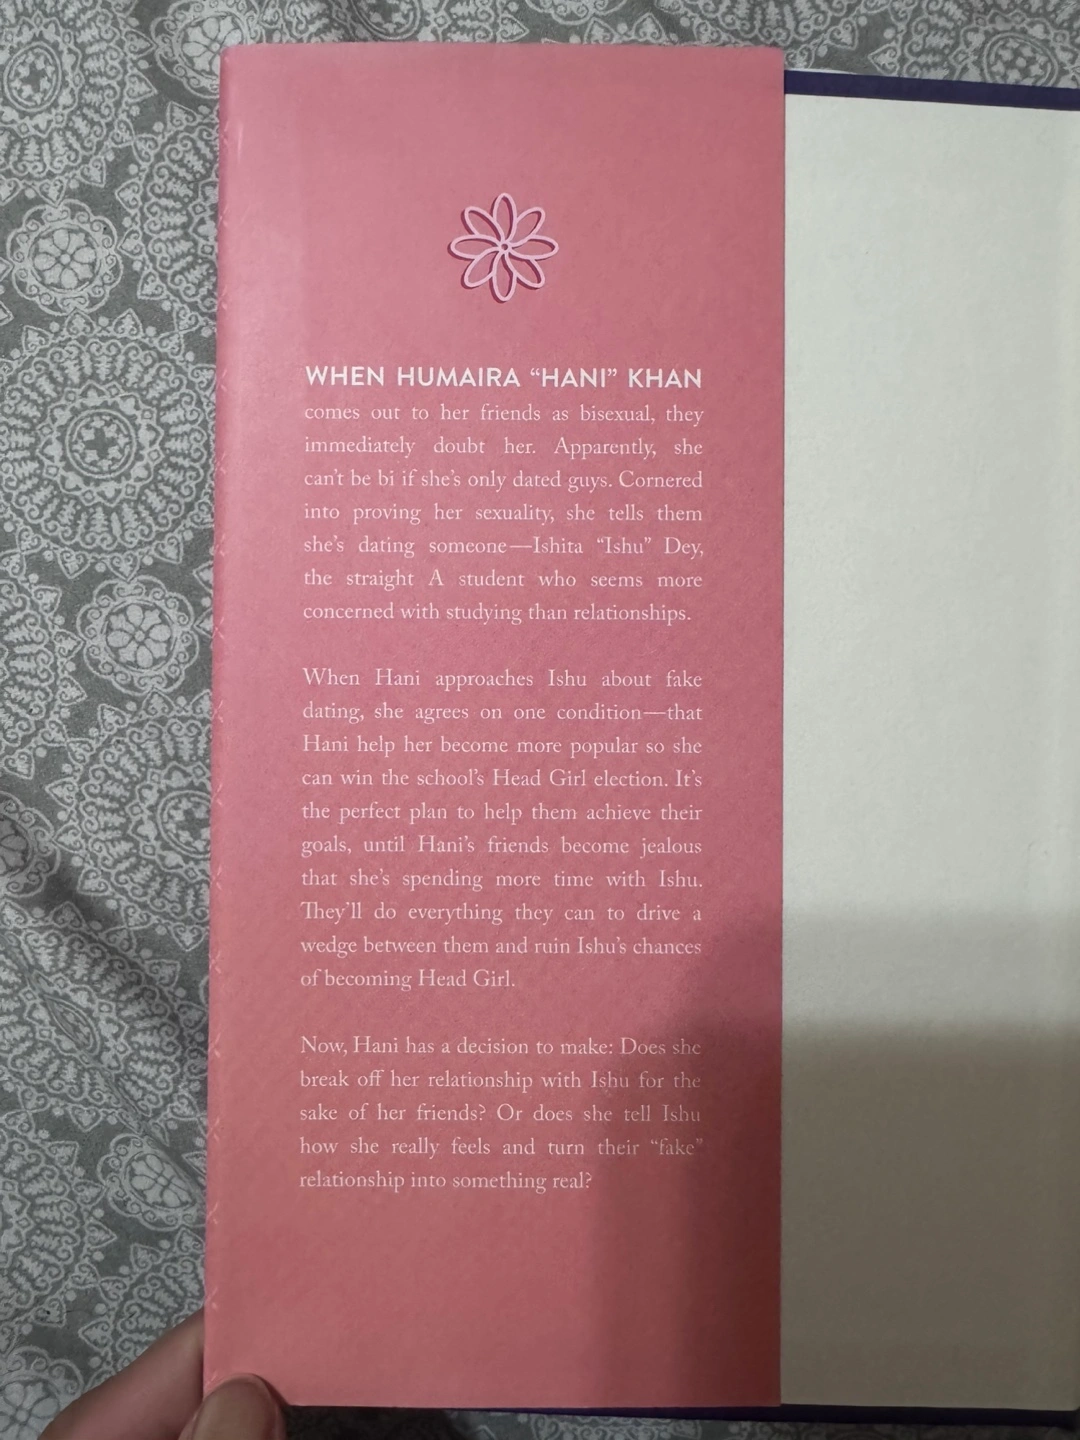 WHEN HUMAIRA “HANI” KHAN
comes out to her friends as bisexual, they
immediately doubt her. Apparently, she
can’t be bi if she’s only dated guys. Cornered
into proving her sexuality, she tells them
she’s dating someone—Ishita “Ishu” Dey,
the straight A student who seems more
concerned with studying than relationships.
When Hani approaches Ishu about fake
dating, she agrees on one condition—that
Hani help her become more popular so she
can win the school’s Head Girl election. It’s
the perfect plan to help them achieve their
goals, until Hani’s friends become jealous
that she’s spending more time with Ishu.
They’ll do everything they can to drive a
wedge between them and ruin Ishu’s chances
of becoming Head Girl.
Now, Hani has a decision to make: Does she
break off her relationship with Ishu for the
sake of her friends? Or does she tell Ishu
how she really feels and turn their “fake”
relationship into something real?